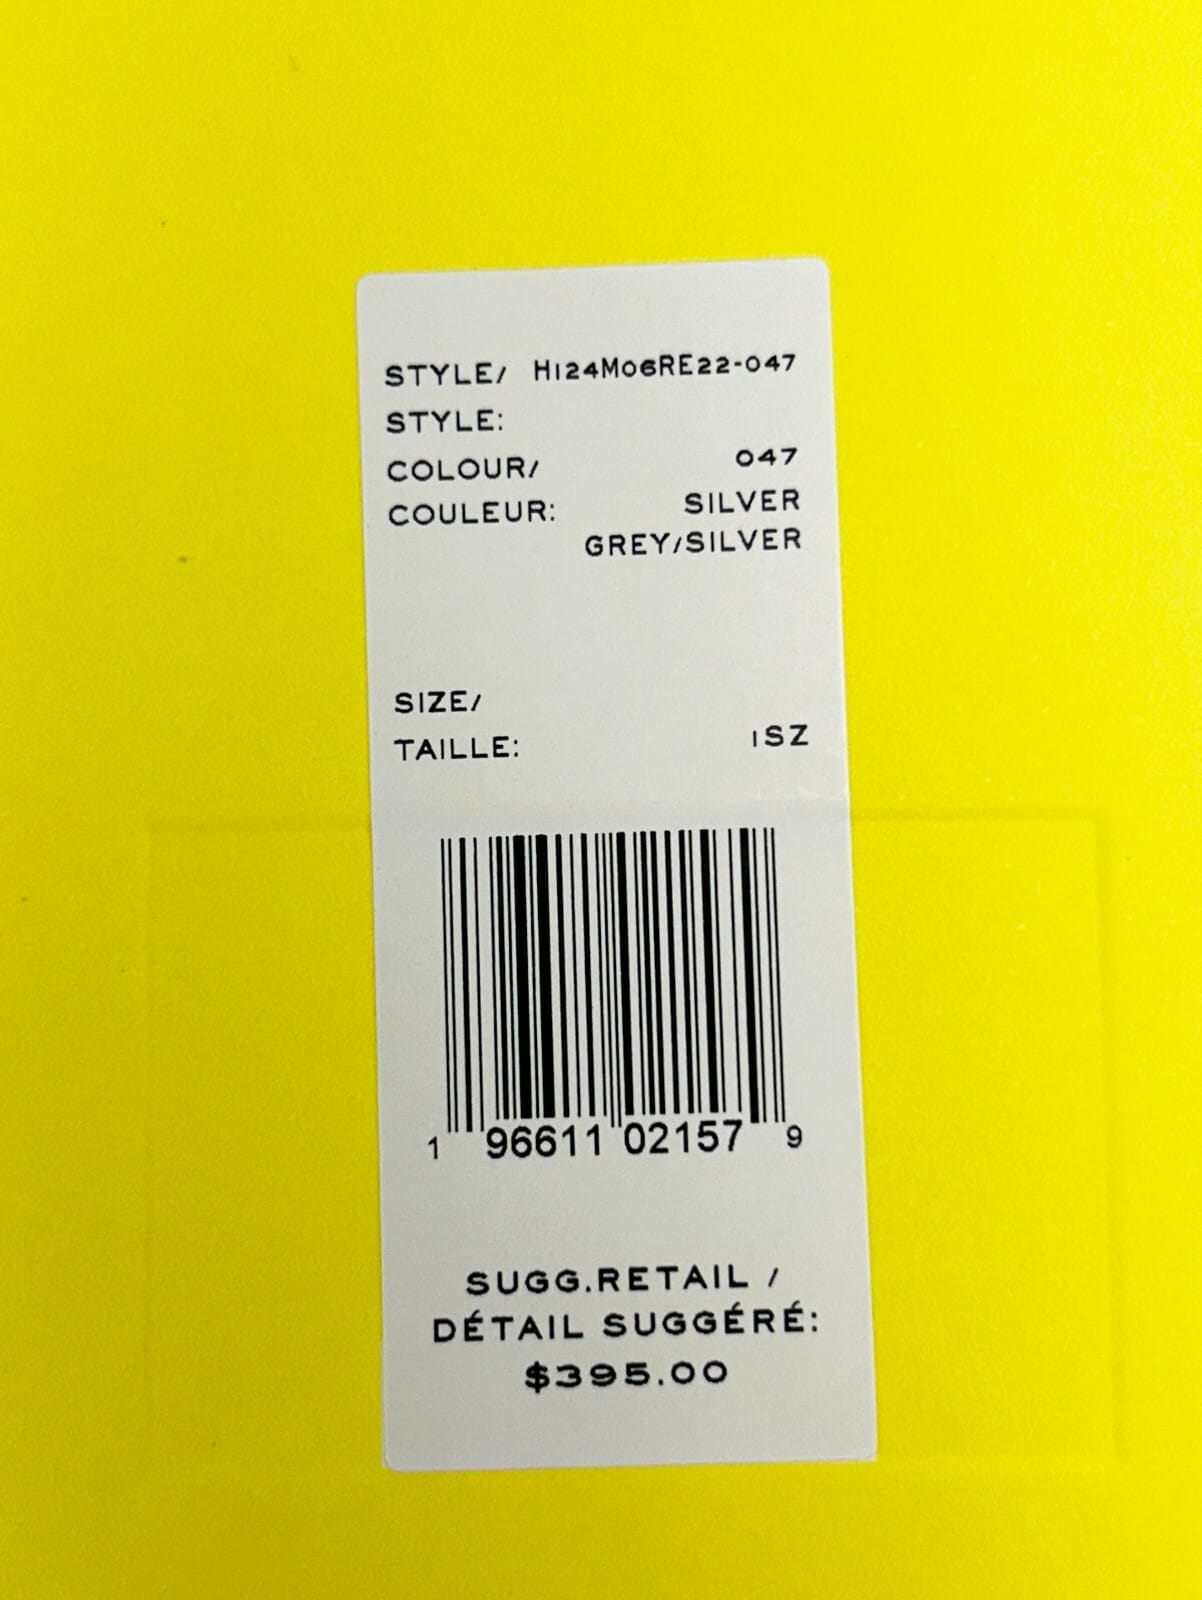 STYLE/ H124M06RE22-047
STYLE:
COLOUR/ 047
COULEUR: SILVER
GREY/SILVER
SIZE/
TAILLE: 1SZ
1 96611 02157 9
SUGG.RETAIL /
DÉTAIL SUGGÉRÉ:
$395.00